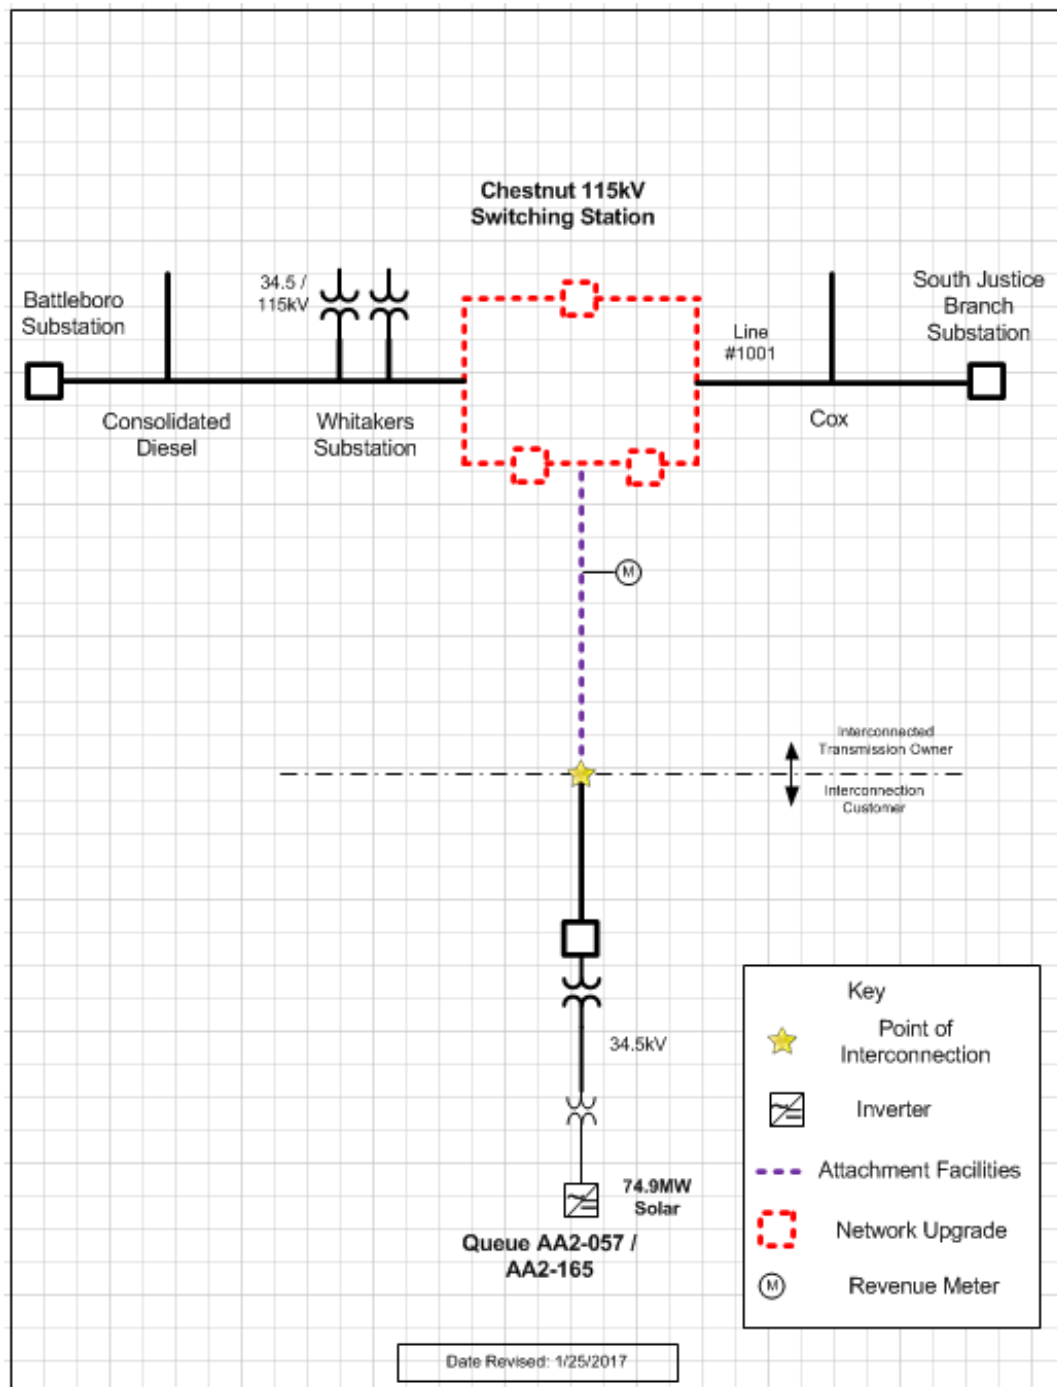 Chestnut 115kV
Switching Station
34.5 /
115kV
Battleboro
Substation
South Justice
Branch
Substation
Line
#1001
Consolidated
Diesel
Whitakers
Substation
Cox
M
Interconnected
Transmission Owner
Interconnection
Customer
34.5kV
74.9MW
Solar
Queue AA2-057 /
AA2-165
Key
Point of
Interconnection
Inverter
Attachment Facilities
Network Upgrade
M
Revenue Meter
Date Revised: 1/25/2017